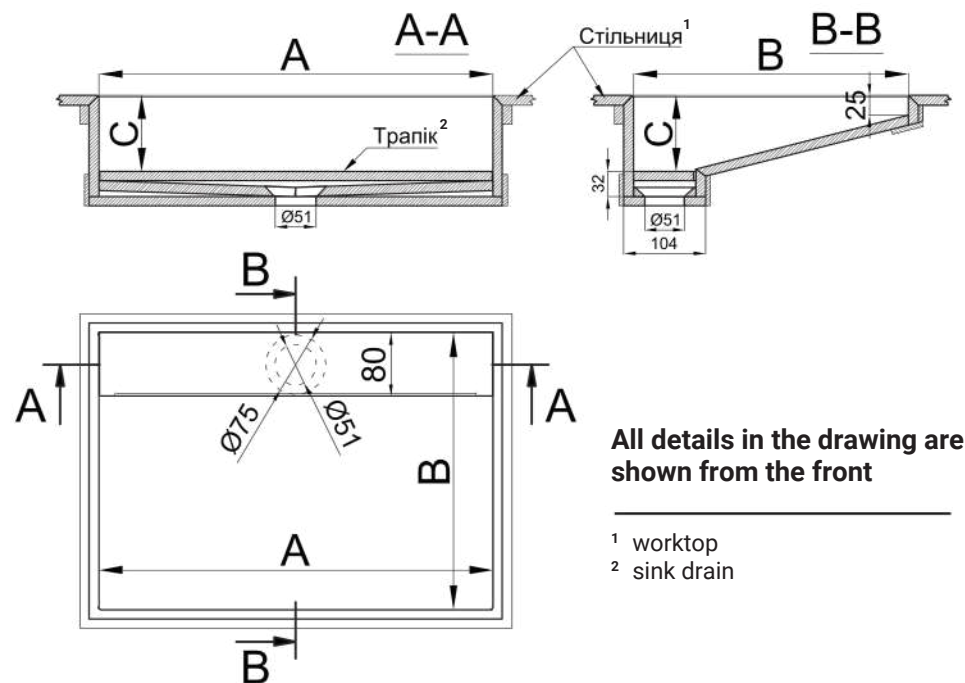 A-A
A
C
Трапік²
Ø51
Стільниця¹
B-B
B
C
25
32
Ø51
104
B
A
A
80
Ø75
Ø51
B
A
B
All details in the drawing are
shown from the front
¹ worktop
² sink drain